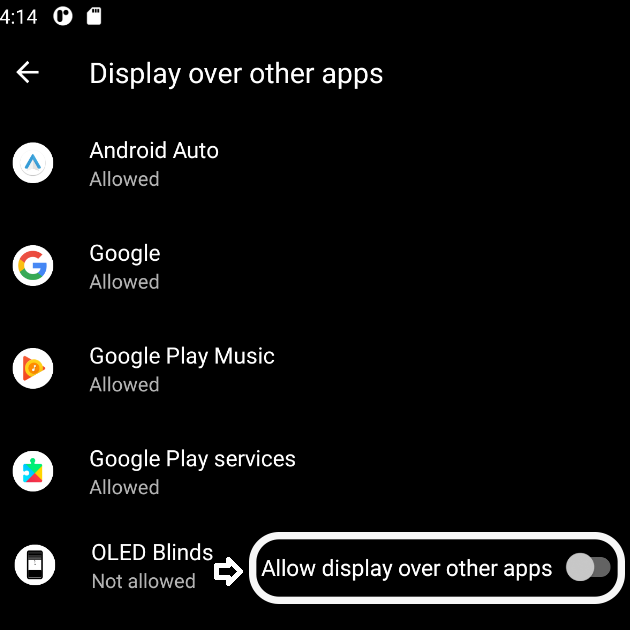 4:14
Display over other apps
Android Auto
Allowed
Google
Allowed
Google Play Music
Allowed
Google Play services
Allowed
OLED Blinds
Not allowed
Allow display over other apps